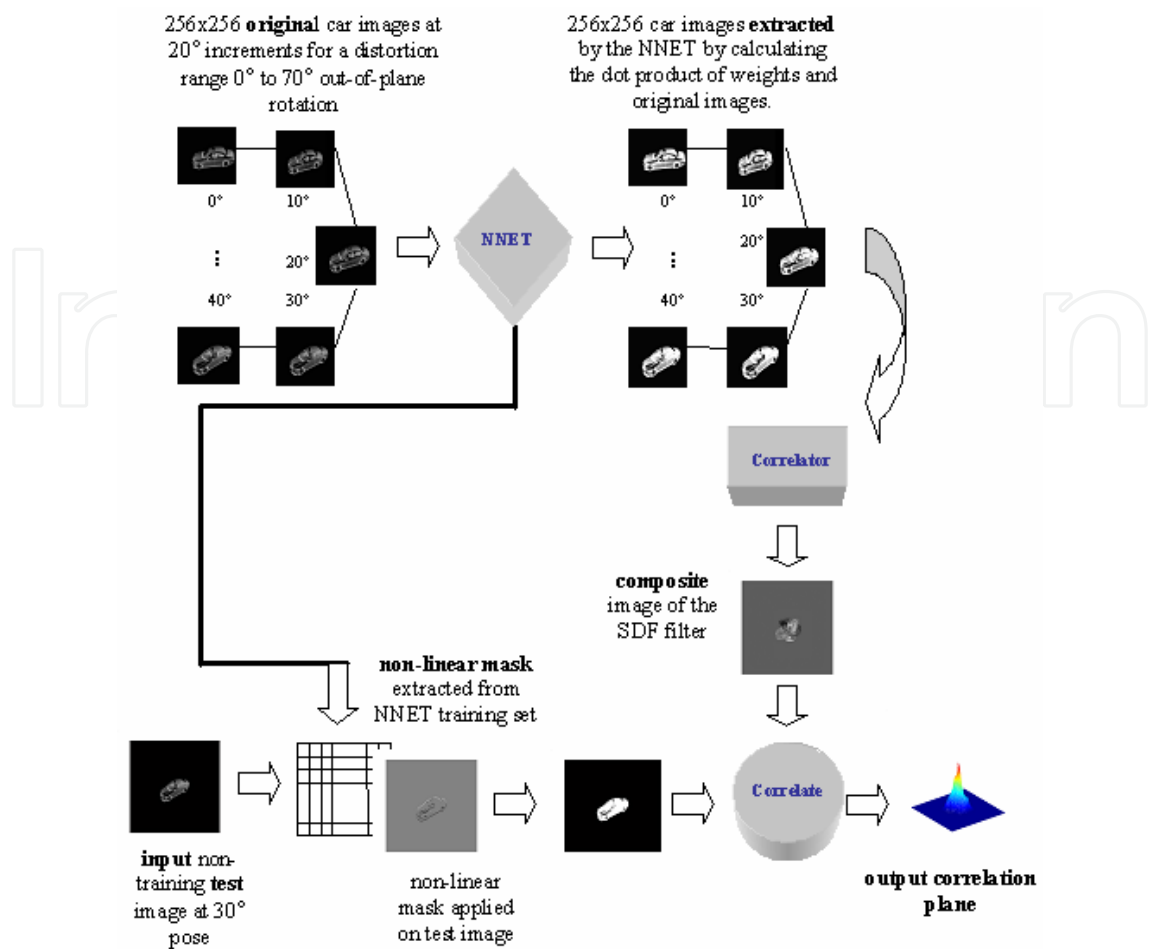 256x256 original car images at
20° increments for a distortion
range 0° to 70° out-of-plane
rotation
256x256 car images extracted
by the NNET by calculating
the dot product of weights and
original images.
0°
10°
20°
30°
40°
NNET
0°
10°
20°
30°
40°
Correlator
composite
image of the
SDF filter
non-linear mask
extracted from
NNET training set
Correlate
input non-
training test
image at 30°
pose
non-linear
mask applied
on test image
output correlation
plane